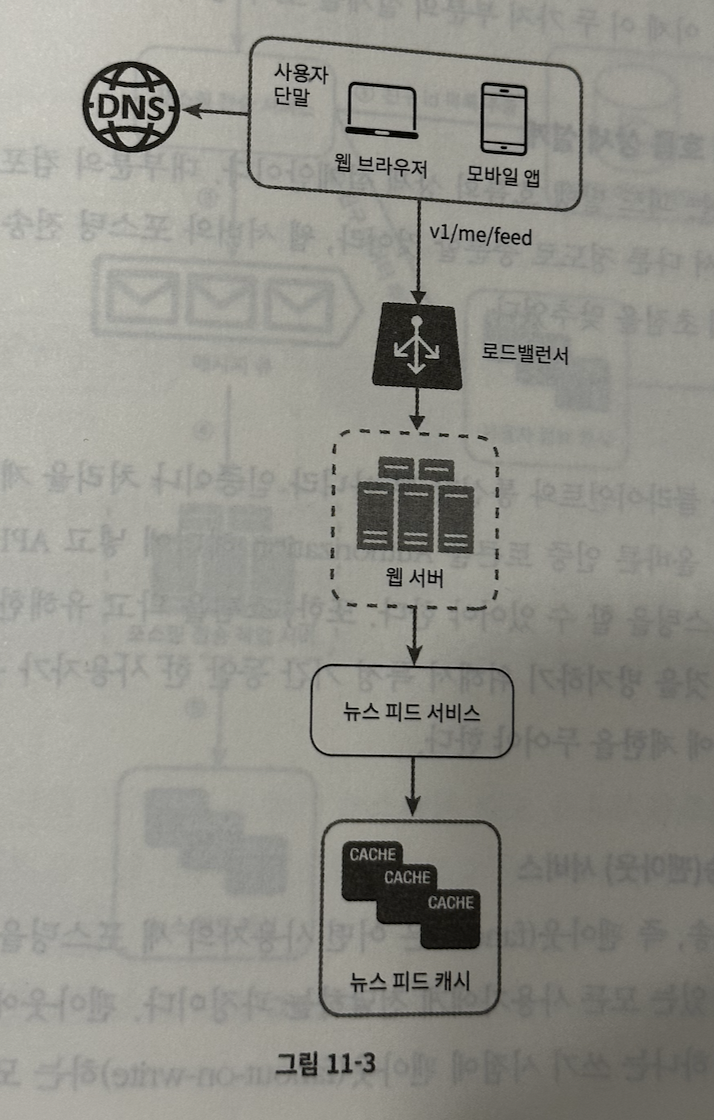 DNS
사용자
단말
웹 브라우저
모바일 앱
v1/me/feed
로드밸런서
웹 서버
뉴스 피드 서비스
CACHE
CACHE
CACHE
뉴스 피드 캐시
그림 11-3